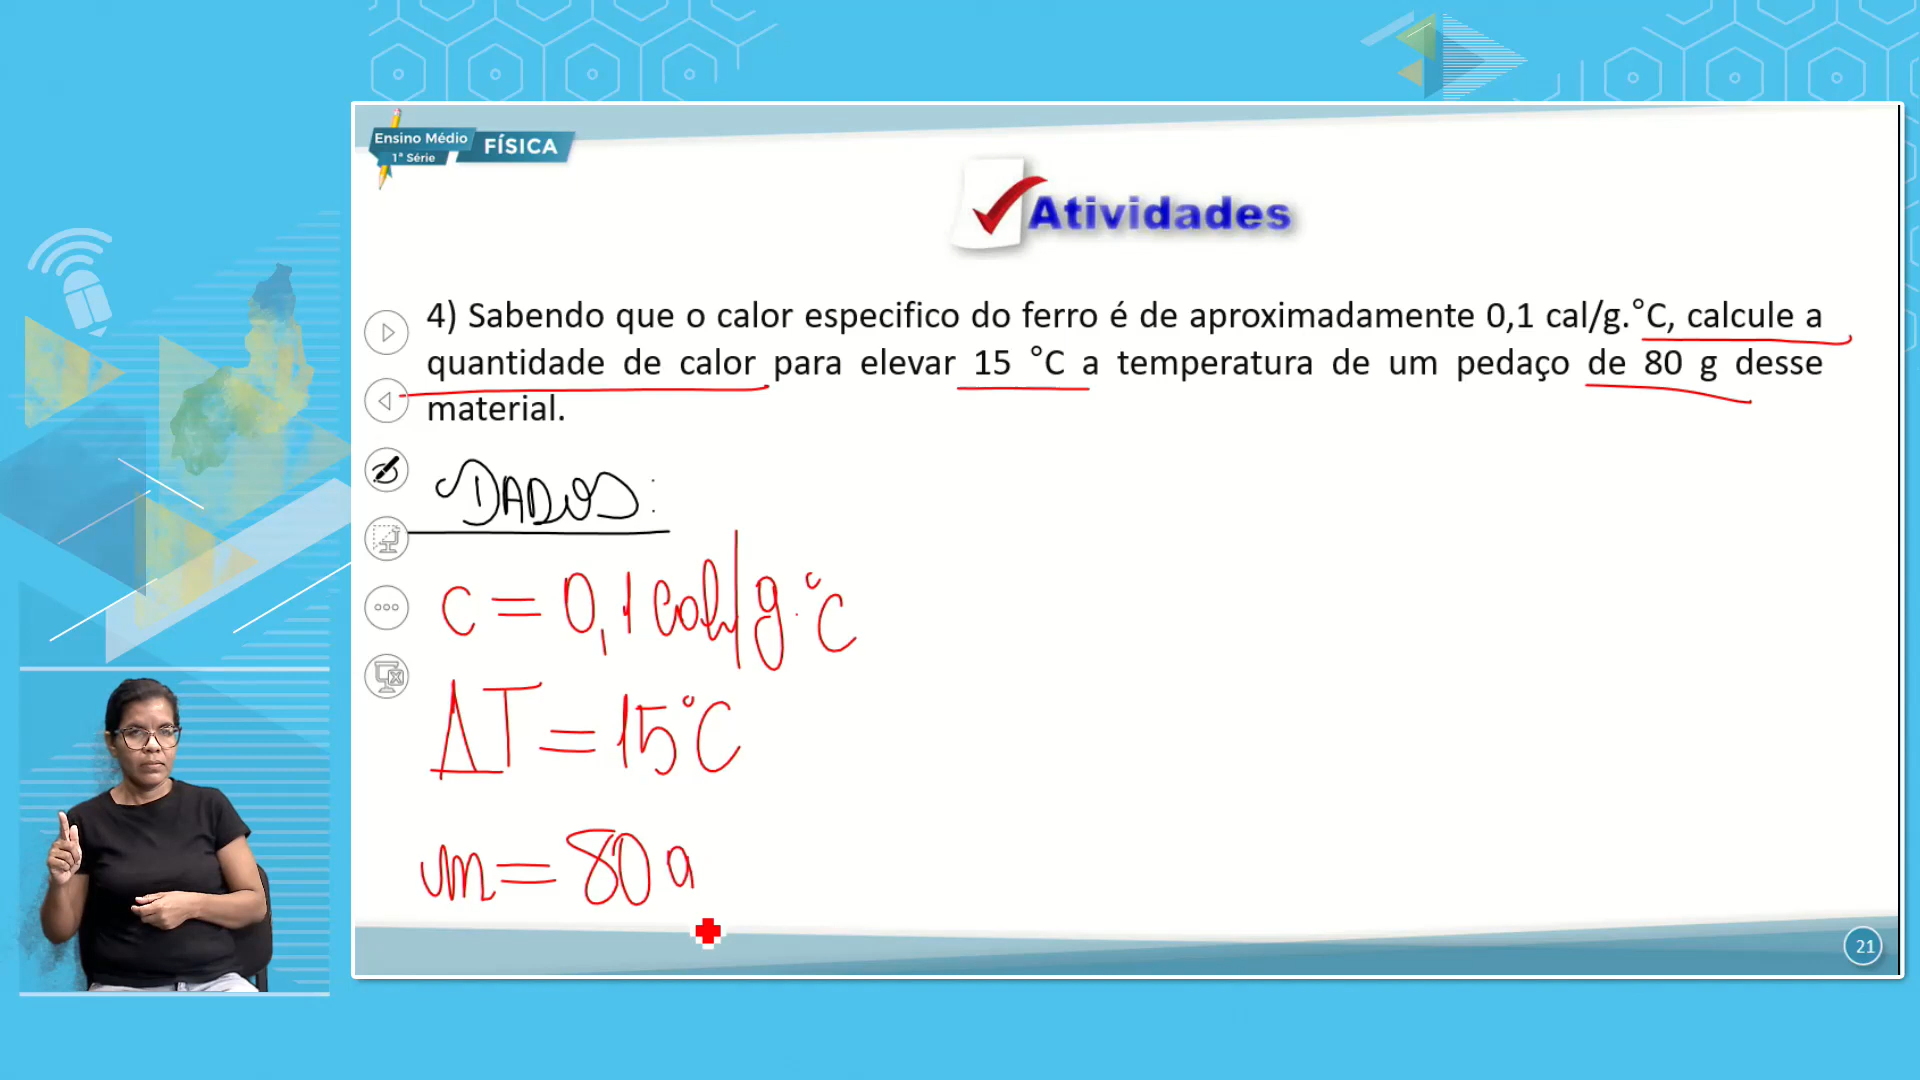 Ensino Médio
1ª Série
FÍSICA
Atividades
4) Sabendo que o calor especifico do ferro é de aproximadamente 0,1 cal/g.°C, calcule a
quantidade de calor para elevar 15 °C a temperatura de um pedaço de 80 g desse
material.
DADOS:
c = 0,1 cal/g.°C
ΔT = 15°C
m = 80
21